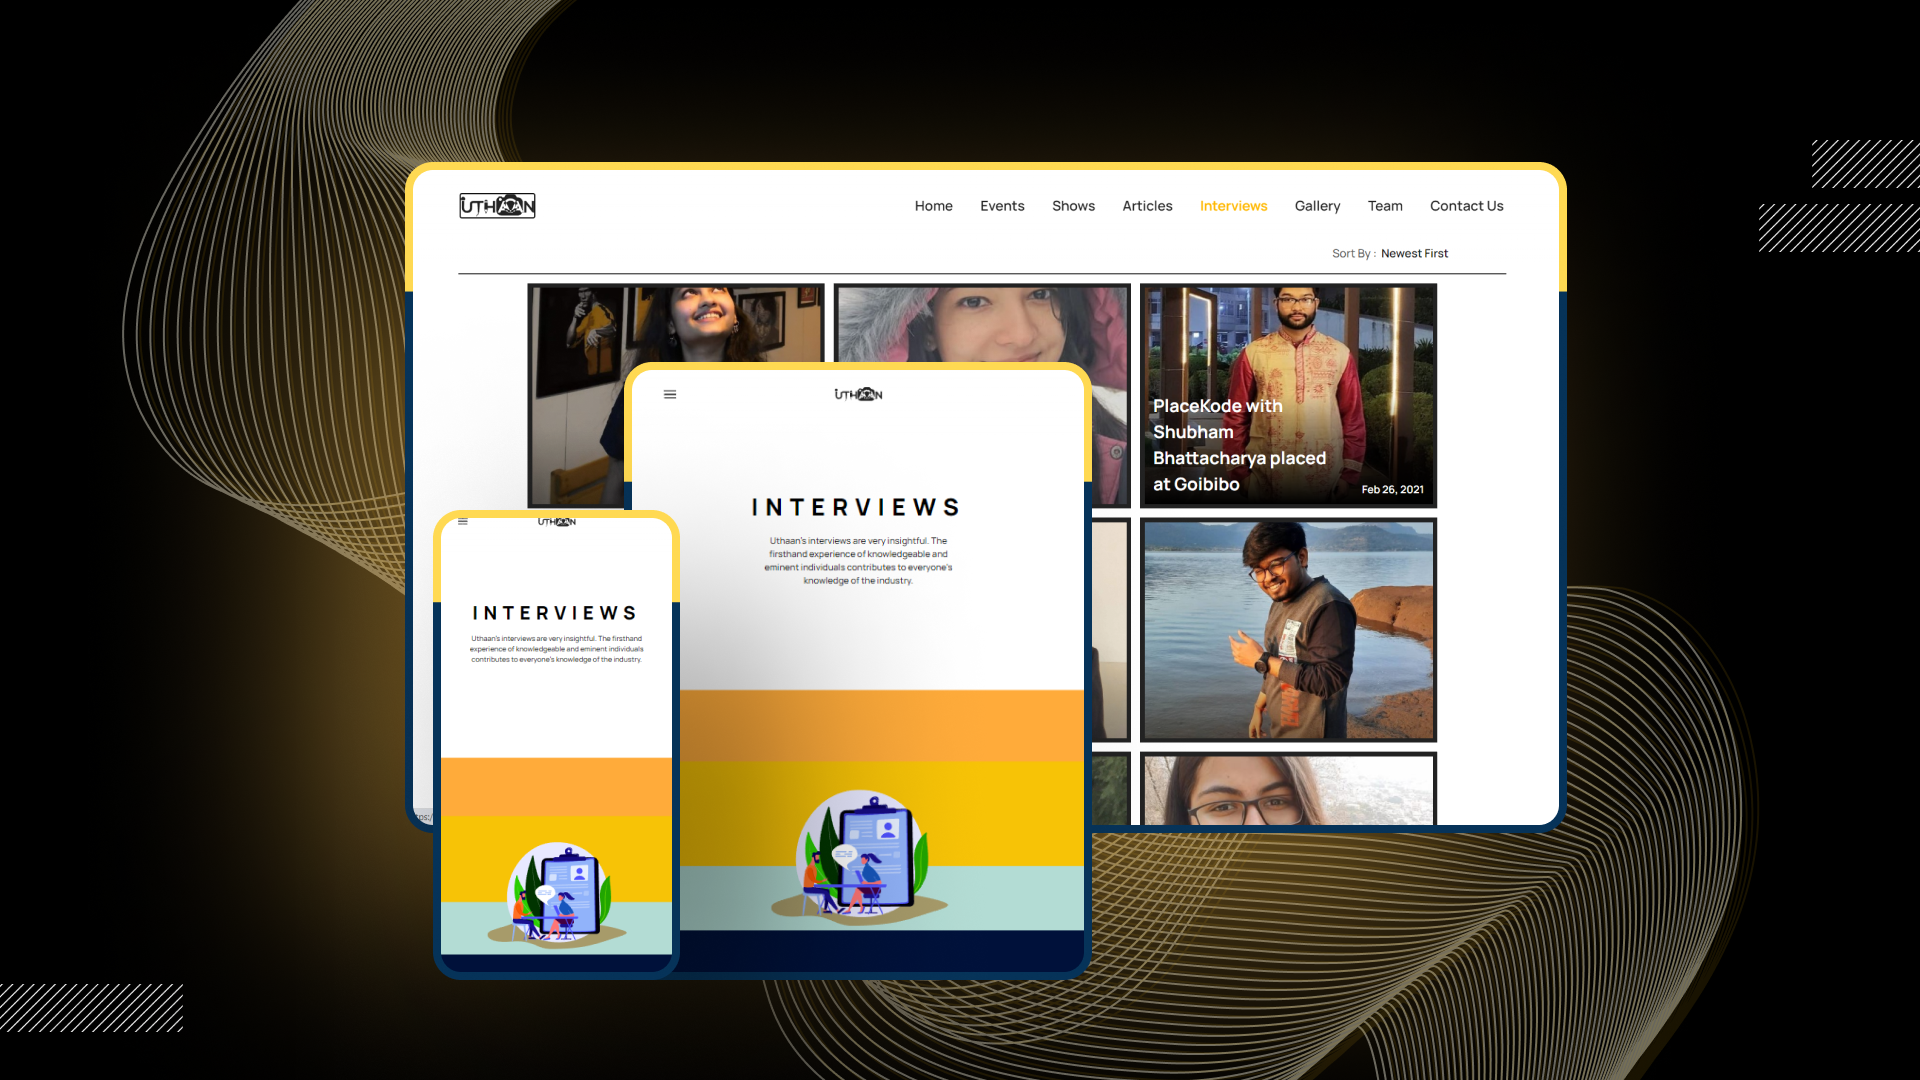 UTHAAN
Home Events Shows Articles Interviews Gallery Team Contact Us
Sort By : Newest First
PlaceKode with
Shubham
Bhattacharya placed
at Goibibo
Feb 26, 2021
UTHAAN
INTERVIEWS
Uthaan's interviews are very insightful. The
firsthand experience of knowledgeable and
eminent individuals contributes to everyone's
knowledge of the industry.
UTHAAN
INTERVIEWS
Uthaan's interviews are very insightful. The firsthand
experience of knowledgeable and eminent individuals
contributes to everyone's knowledge of the industry.